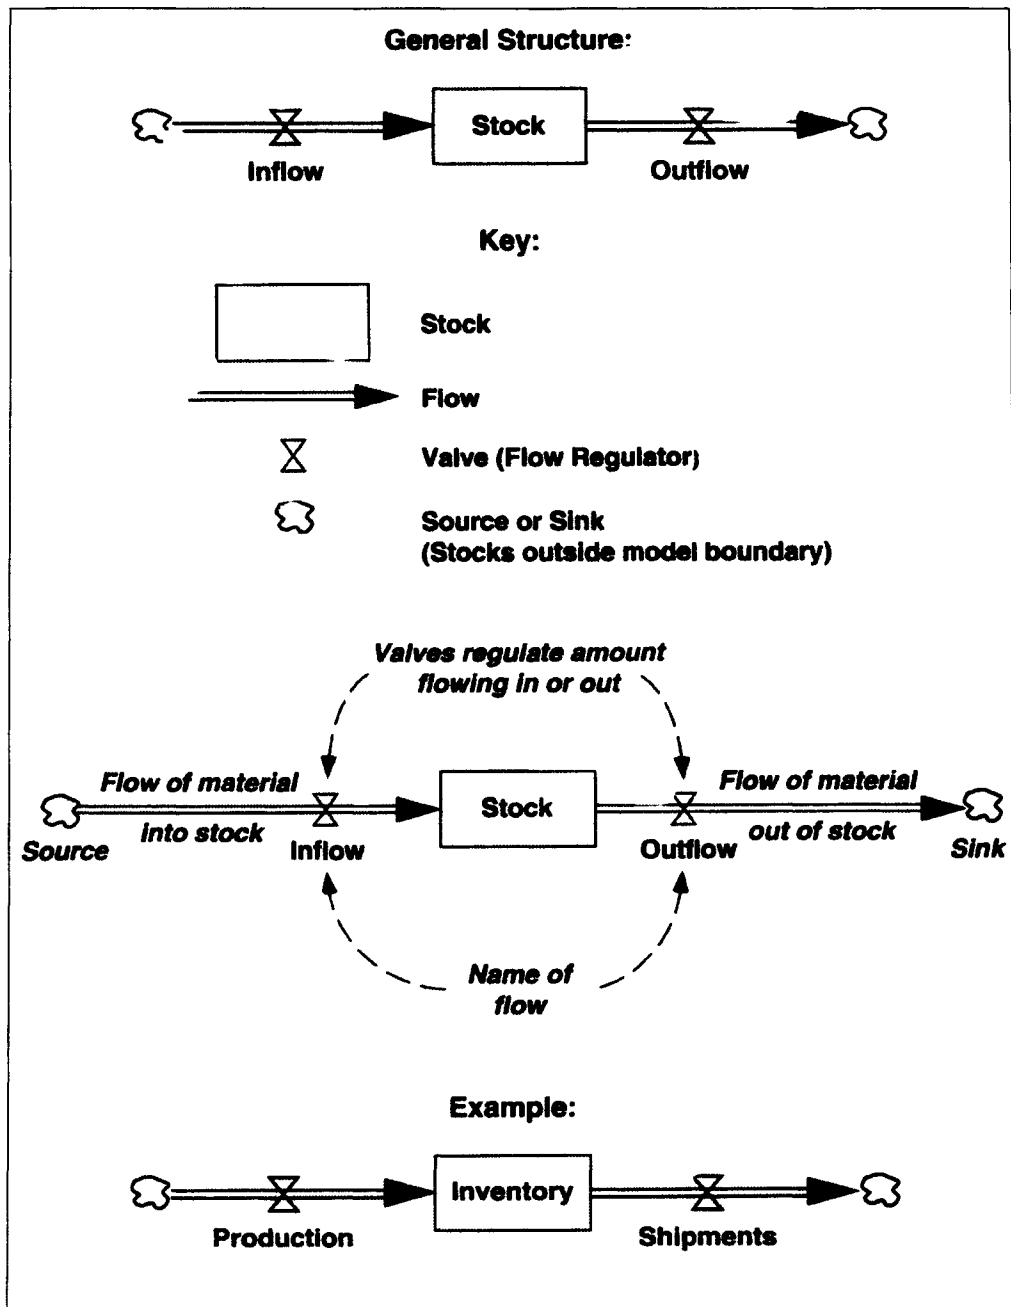 General Structure:
Stock
Inflow
Outflow
Key:
Stock
Flow
Valve (Flow Regulator)
Source or Sink
(Stocks outside model boundary)
Valves regulate amount
flowing in or out
Flow of material
into stock
Source
Inflow
Stock
Flow of material
out of stock
Outflow
Sink
Name of
flow
Example:
Inventory
Production
Shipments